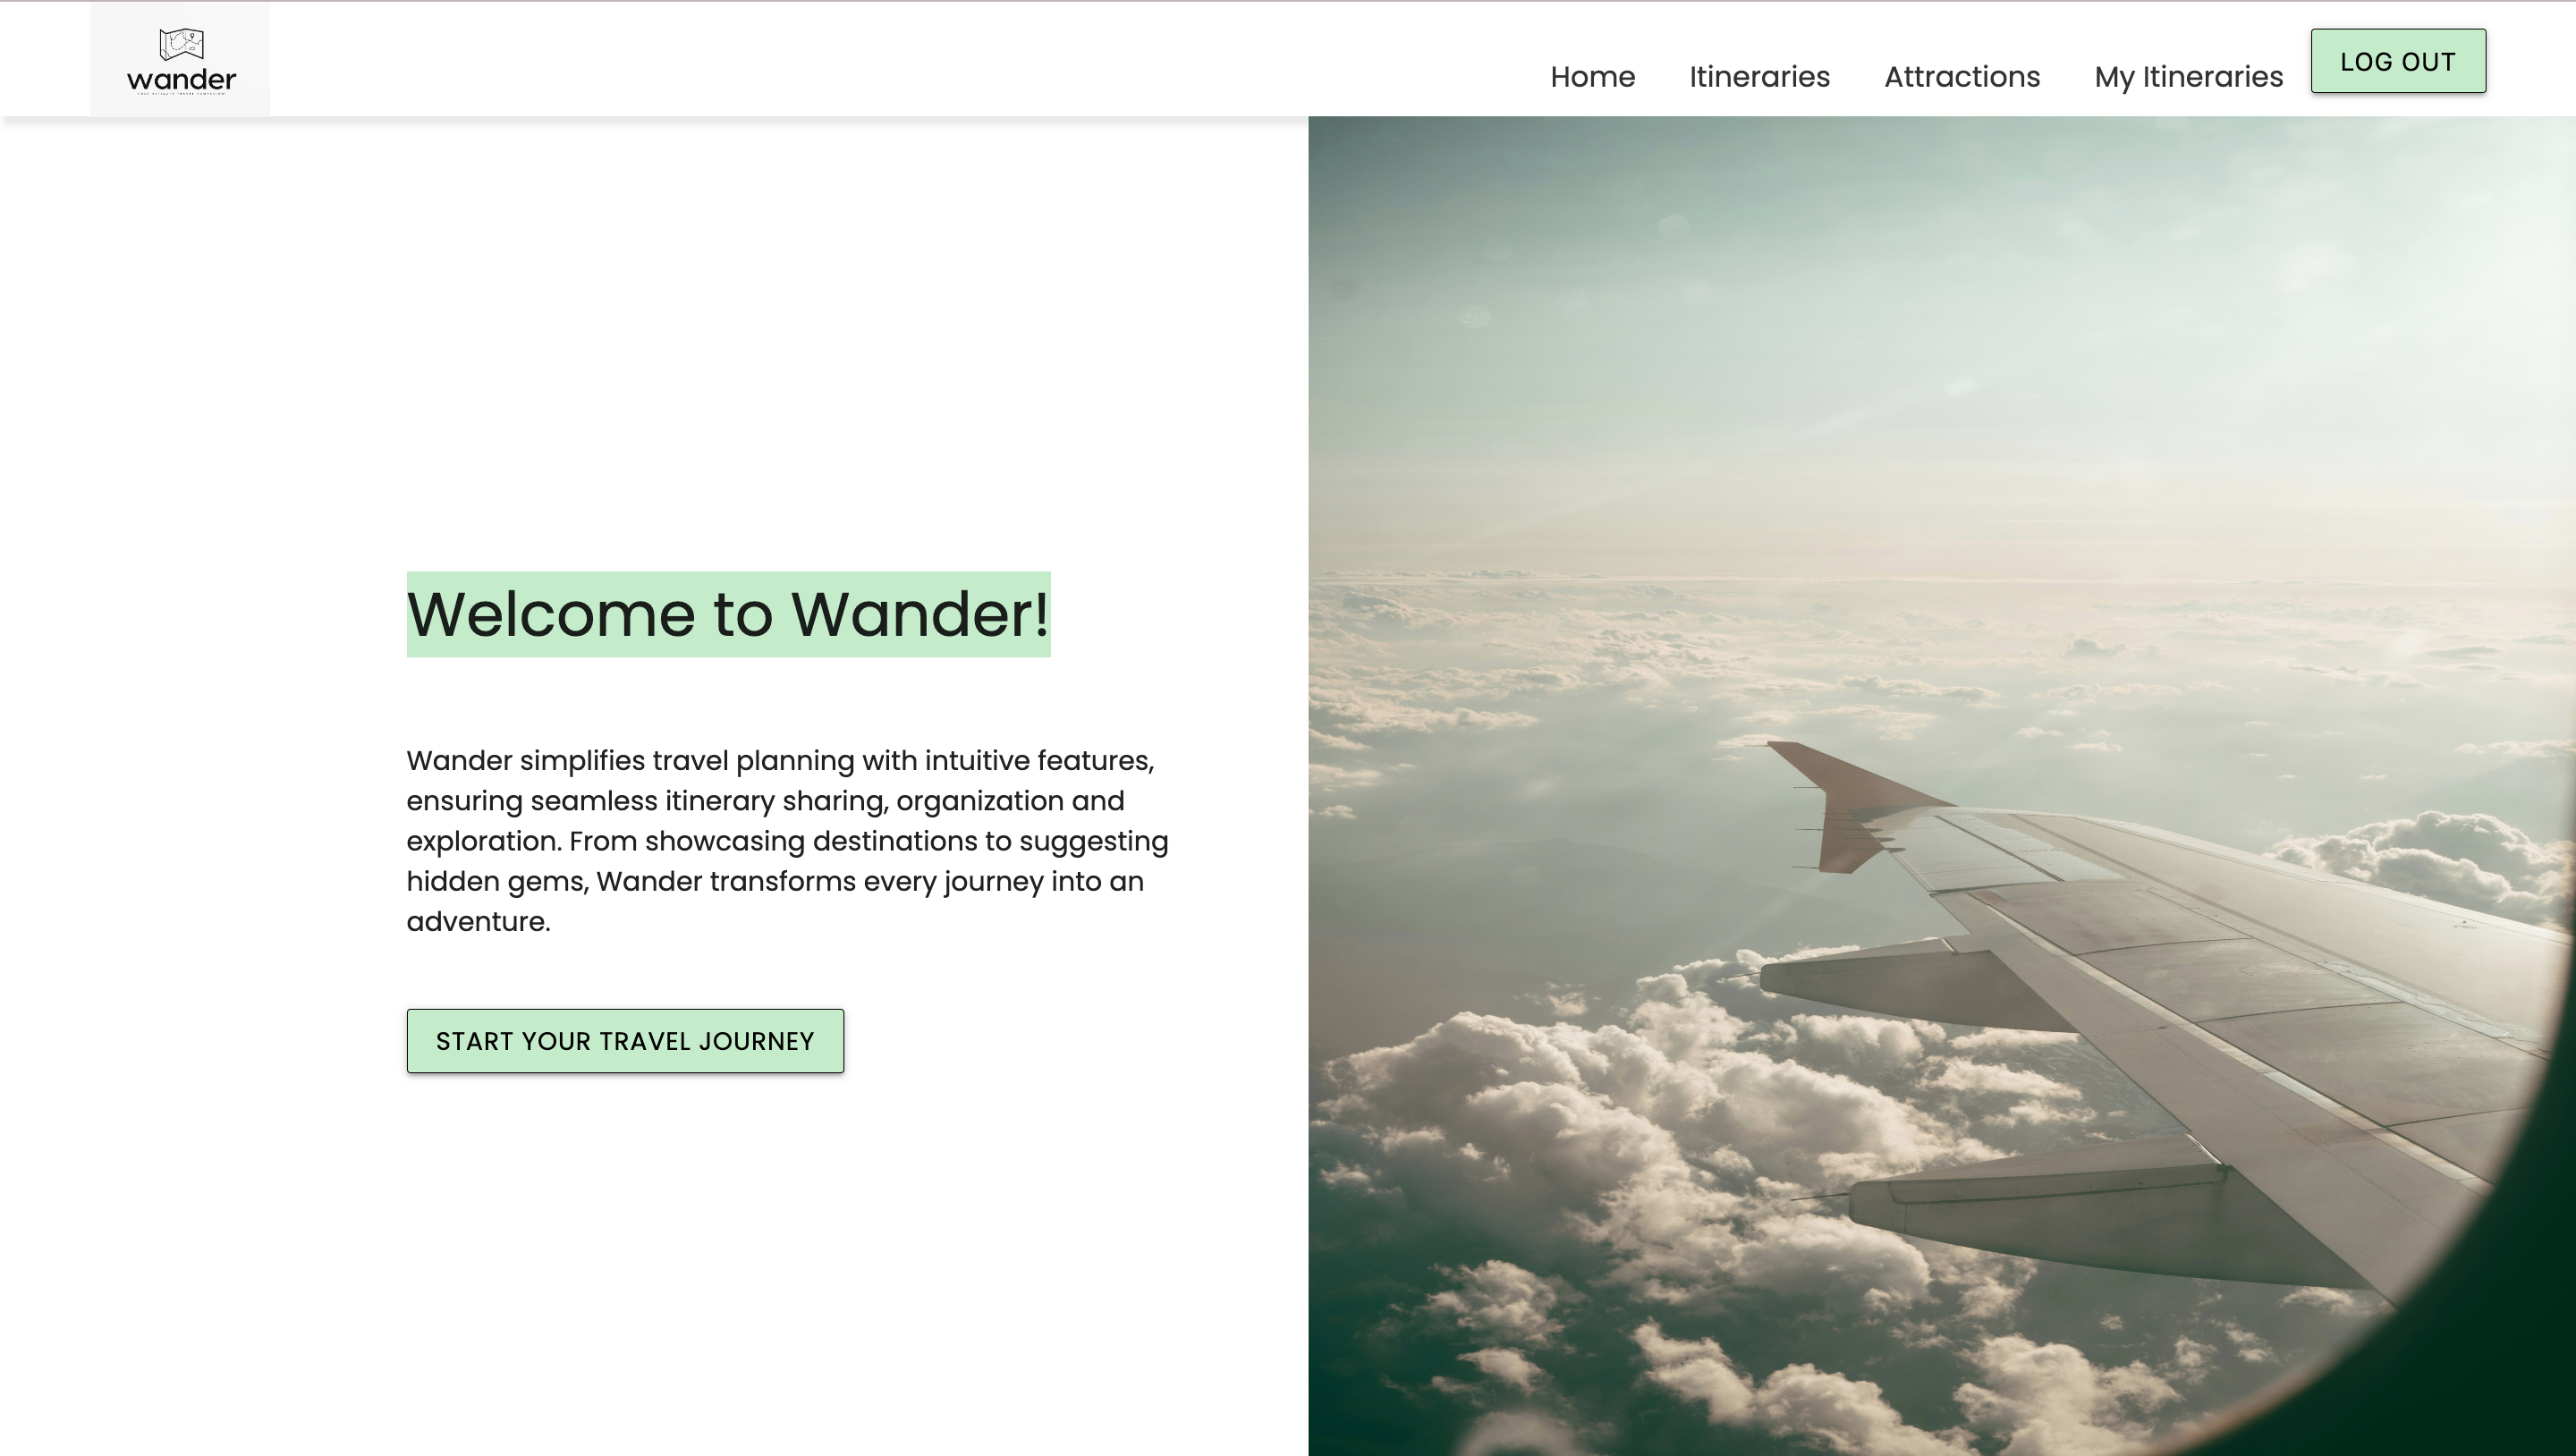 wander
Home Itineraries Attractions My Itineraries LOG OUT
Welcome to Wander!
Wander simplifies travel planning with intuitive features,
ensuring seamless itinerary sharing, organization and
exploration. From showcasing destinations to suggesting
hidden gems, Wander transforms every journey into an
adventure.
START YOUR TRAVEL JOURNEY